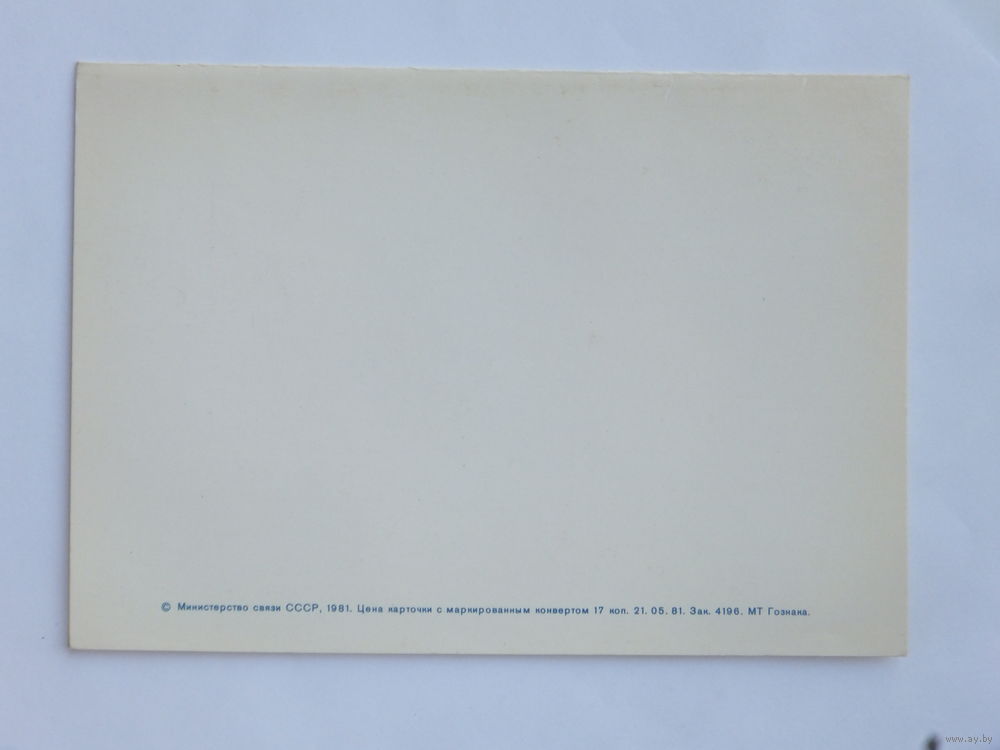 © Министерство связи СССР, 1981. Цена карточки с маркированным конвертом 17 коп. 21. 05. 81. Зак. 4196. МТ Гознака.
www.ay.by